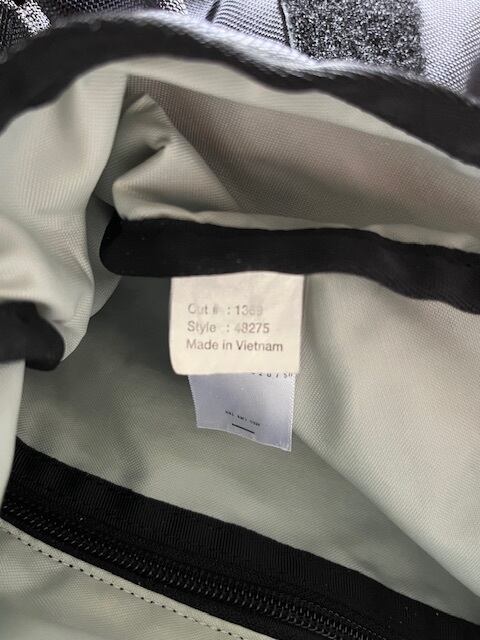 Cut # : 1369
Style : 48275
Made in Vietnam